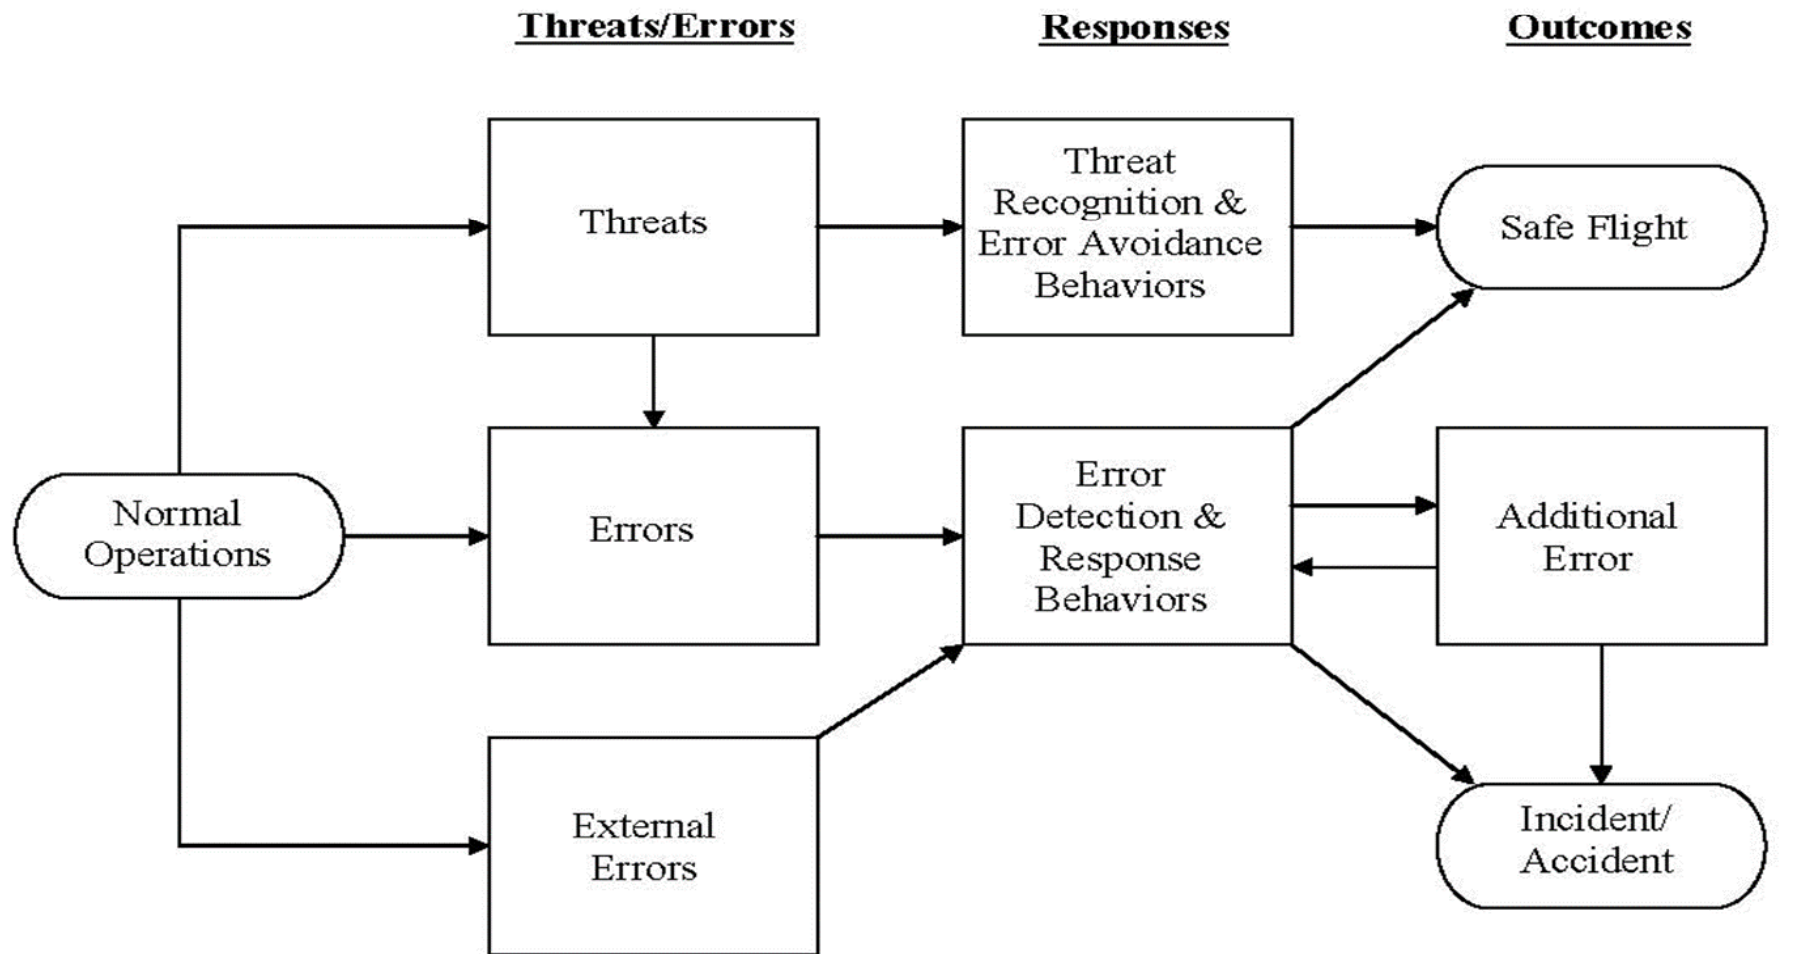 Threats/Errors
Responses
Outcomes
Threats
Threat
Recognition &
Error Avoidance
Behaviors
Safe Flight
Normal
Operations
Errors
Error
Detection &
Response
Behaviors
Additional
Error
External
Errors
Incident/
Accident